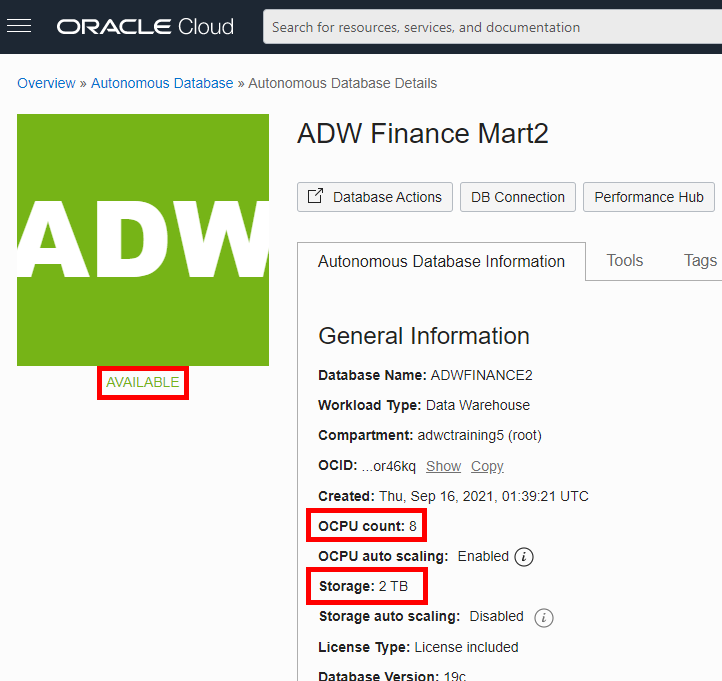 ORACLE Cloud
Search for resources, services, and documentation
Overview » Autonomous Database » Autonomous Database Details
ADW
AVAILABLE
ADW Finance Mart2
Database Actions
DB Connection
Performance Hub
Autonomous Database Information
Tools
Tags
General Information
Database Name: ADWFINANCE2
Workload Type: Data Warehouse
Compartment: adwctraining5 (root)
OCID: ...or46kq Show Copy
Created: Thu, Sep 16, 2021, 01:39:21 UTC
OCPU count: 8
OCPU auto scaling: Enabled i
Storage: 2 TB
Storage auto scaling: Disabled i
License Type: License included
Database Version: 19c